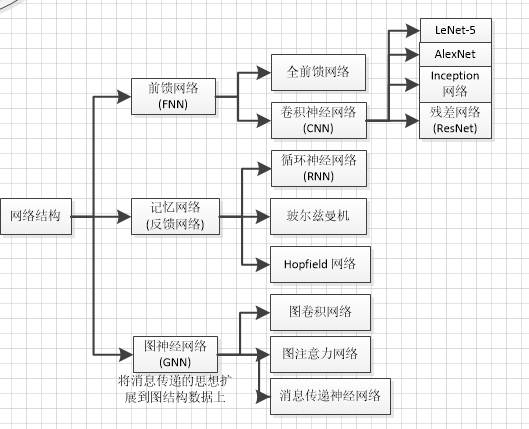 网络结构
前馈网络
(FNN)
全前馈网络
卷积神经网络
(CNN)
LeNet-5
AlexNet
Inception
网络
残差网络
(ResNet)
记忆网络
(反馈网络)
循环神经网络
(RNN)
玻尔兹曼机
Hopfield 网络
图神经网络
(GNN)
将消息传递的思想扩
展到图结构数据上
图卷积网络
图注意力网络
消息传递神经网络